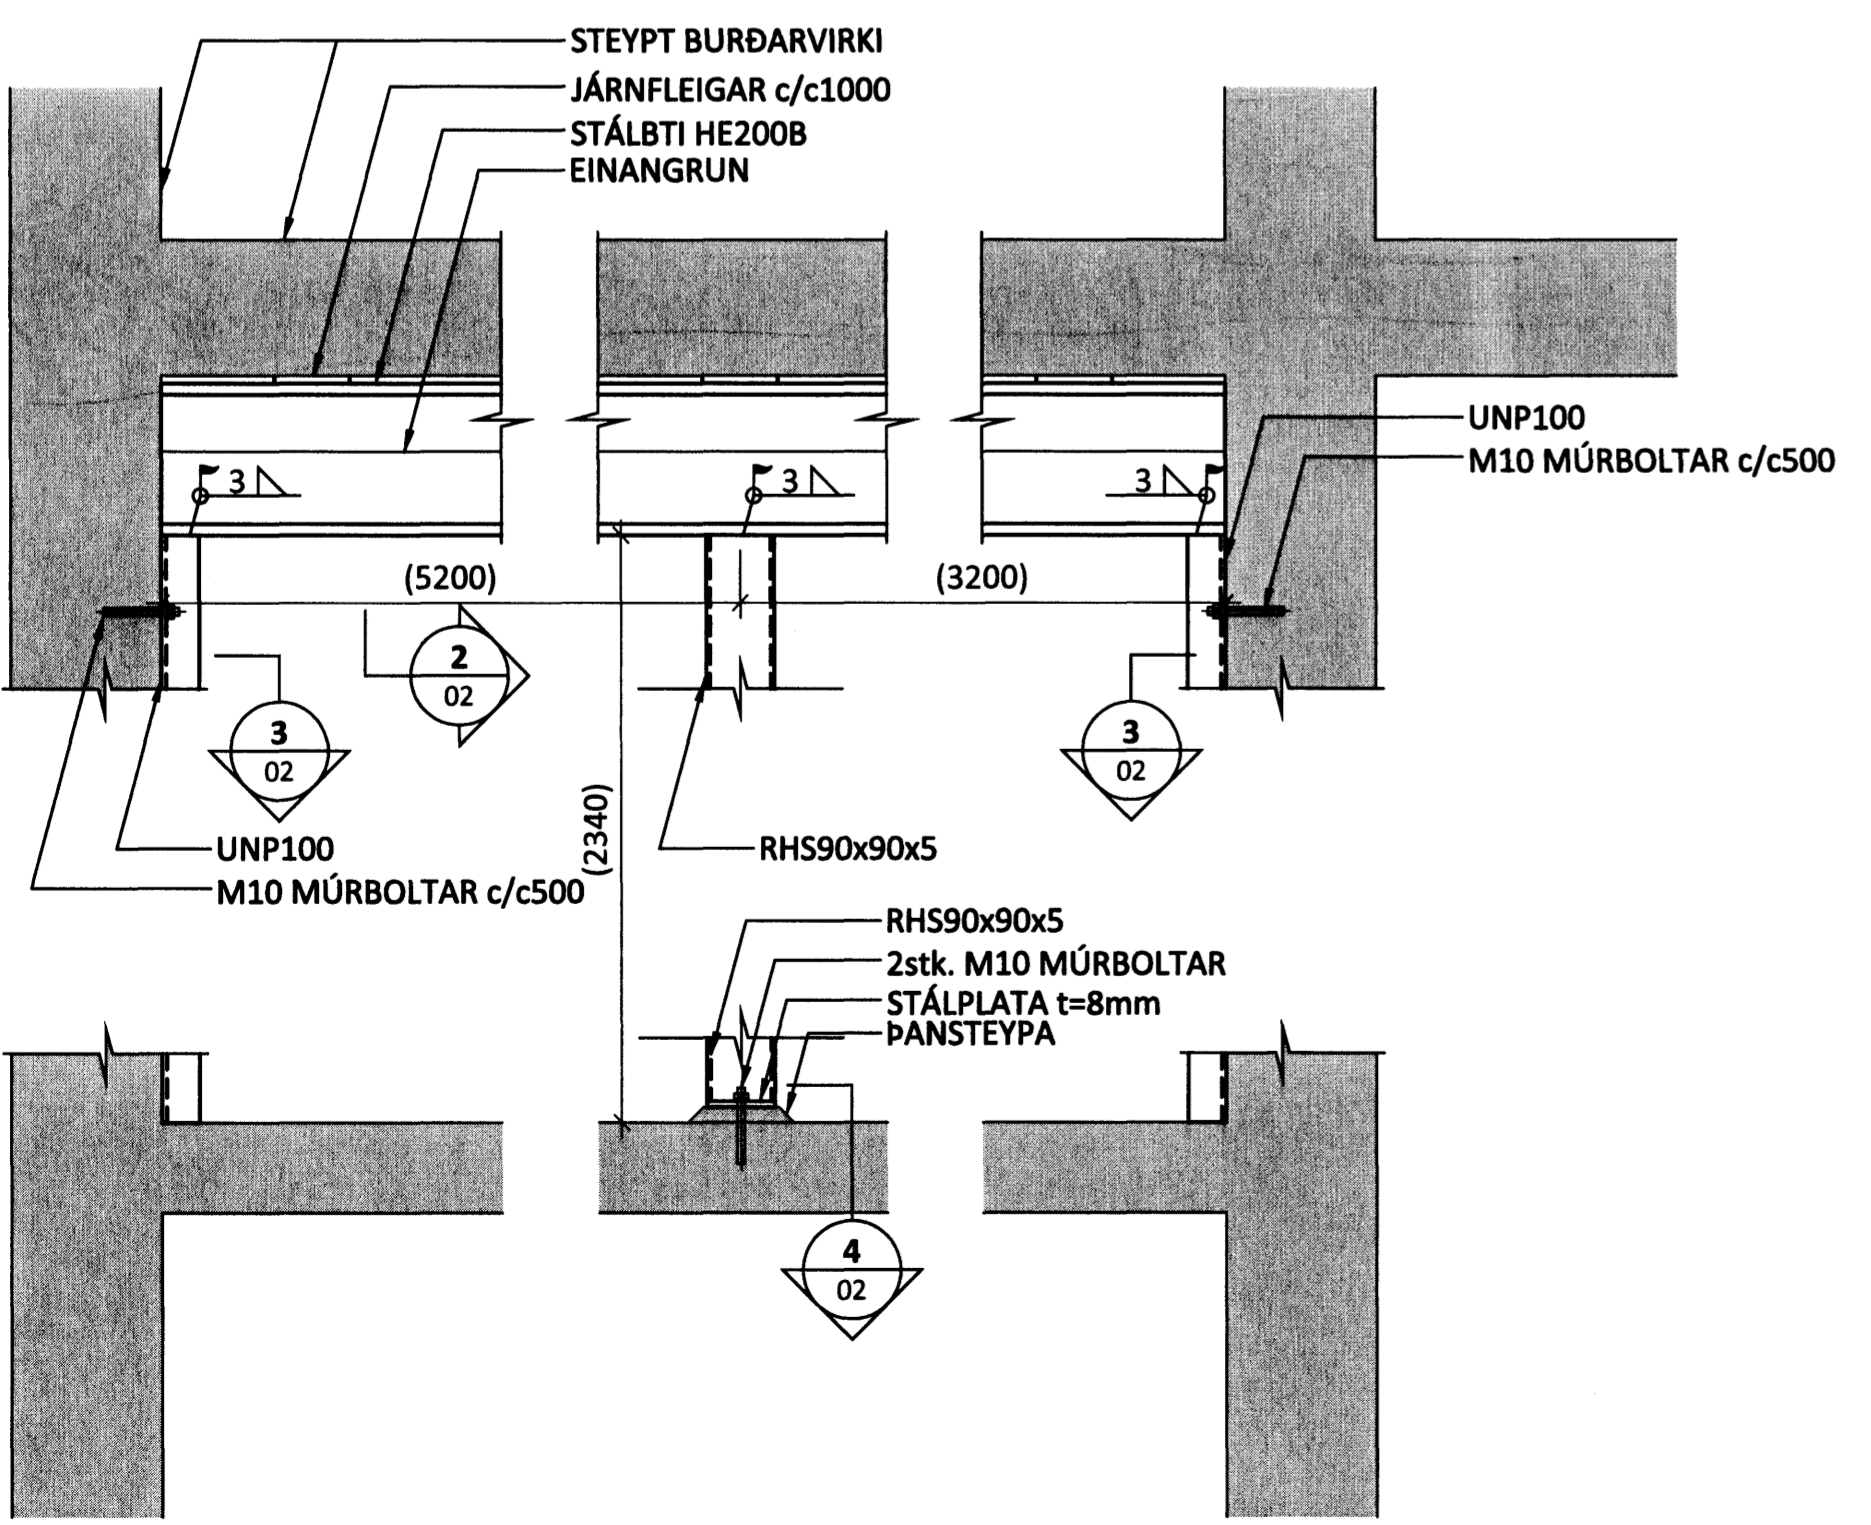 STEYPT BURÐARVIRKI
JÁRNFLEIGAR c/c1000
STÁLBTI HE200B
EINANGRUN
UNP100
M10 MÚRBOLTAR c/c500
3
3
3
(5200)
(3200)
2
02
3
02
3
02
(2340)
UNP100
M10 MÚRBOLTAR c/c500
RHS90x90x5
RHS90x90x5
2stk. M10 MÚRBOLTAR
STÁLPLATA t=8mm
ÞANSTEYPA
4
02